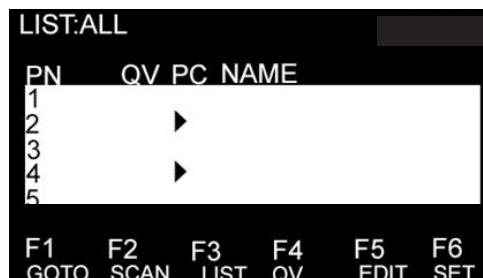 LIST:ALL
PN QV PC NAME
1
2
3
4
5
F1 F2 F3 F4 F5 F6
GOTO SCAN LIST QV EDIT SET